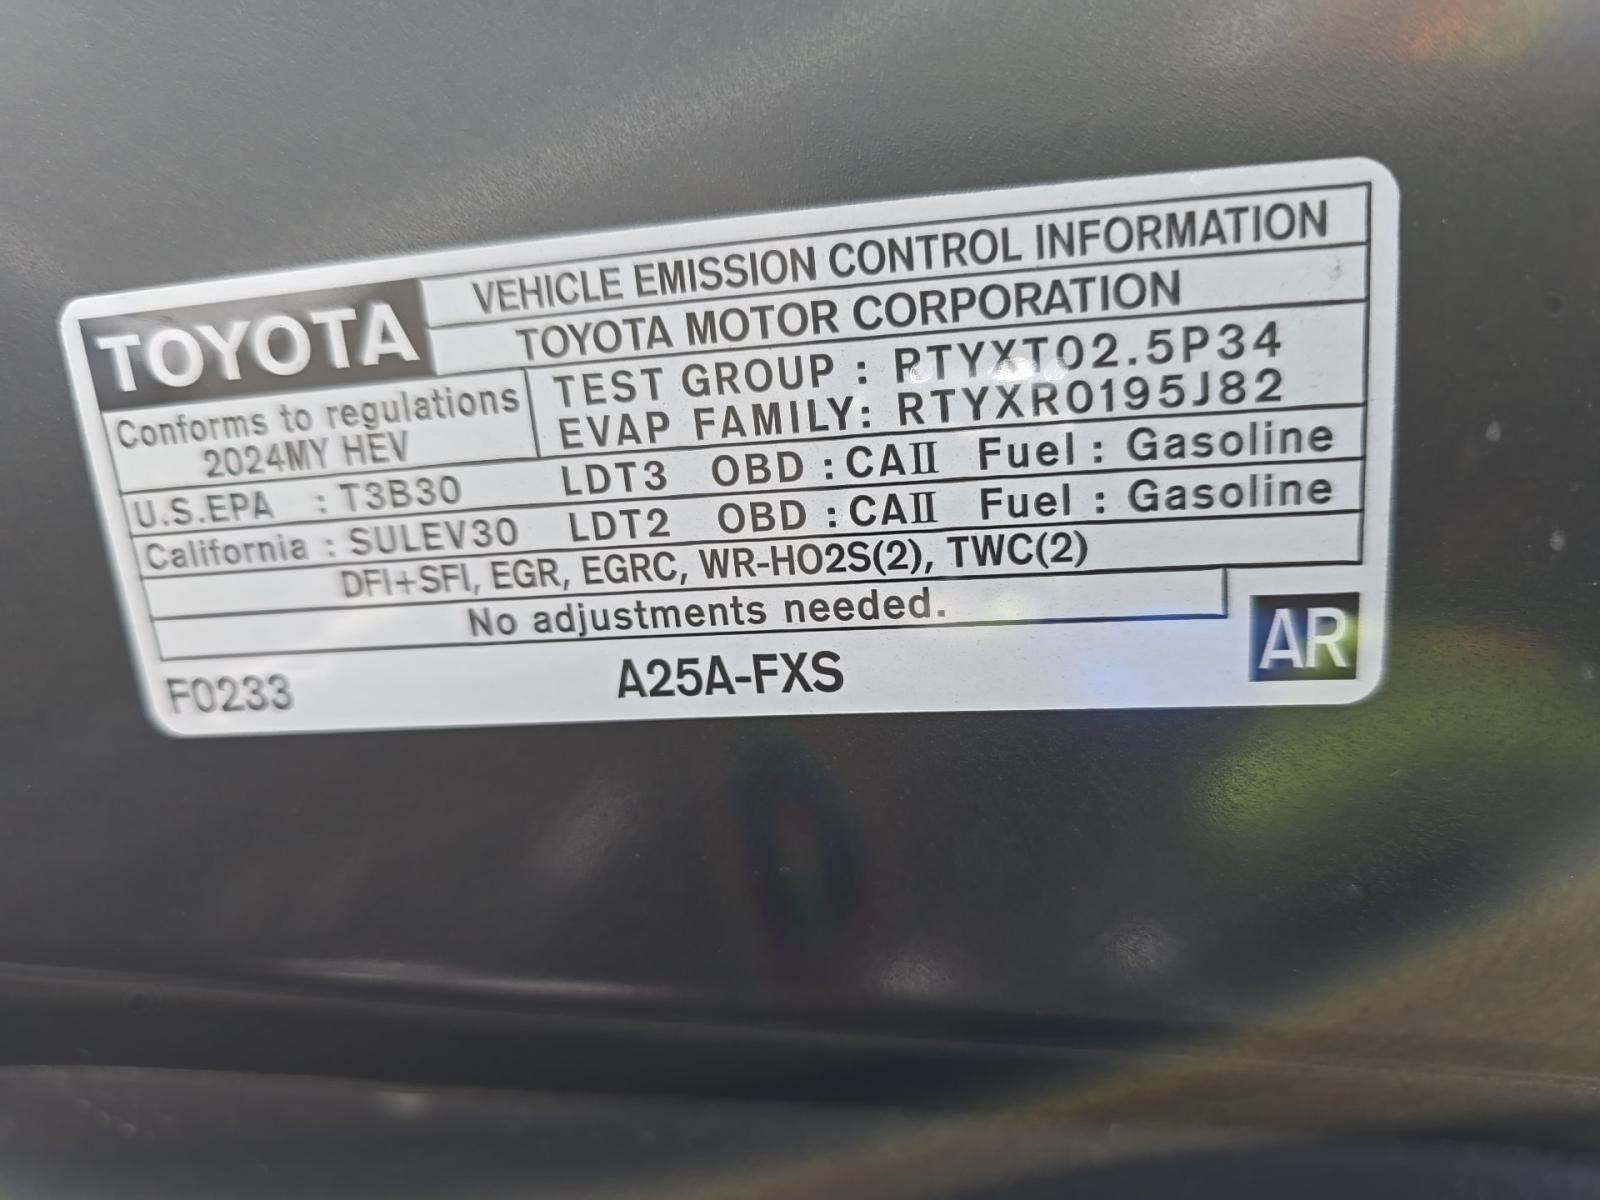 TOYOTA
VEHICLE EMISSION CONTROL INFORMATION
TOYOTA MOTOR CORPORATION
Conforms to regulations
2024MY HEV
TEST GROUP : RTYXT02.5P34
EVAP FAMILY: RTYXR0195J82
U.S.EPA : T3B30 LDT3 OBD : CAII Fuel : Gasoline
California : SULEV30 LDT2 OBD : CAII Fuel : Gasoline
DFI+SFI, EGR, EGRC, WR-HO2S(2), TWC(2)
No adjustments needed.
F0233 A25A-FXS AR